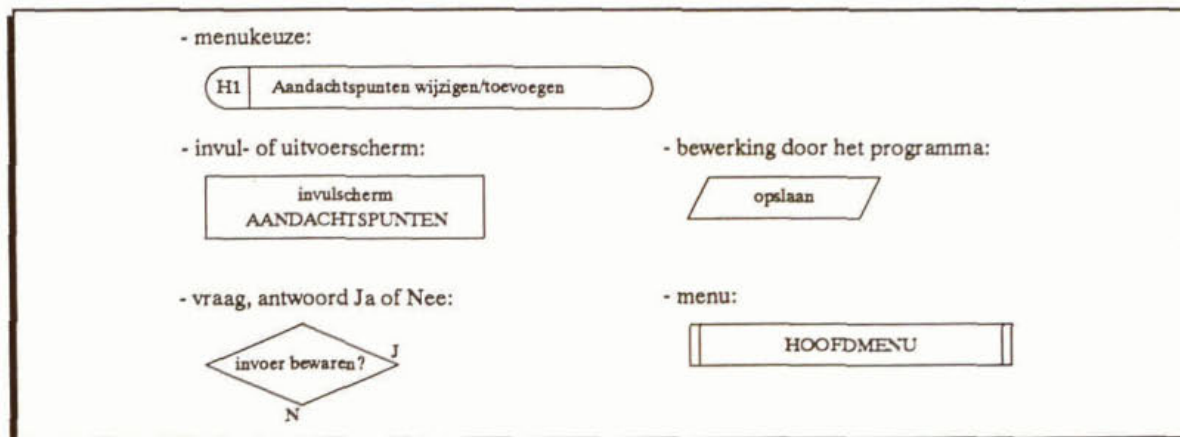 - menukeuze:
H1 Aandachtspunten wijzigen/toevoegen
- invul- of uitvoerscherm:
invulscherm
AANDACHTSPUNTEN
- bewerking door het programma:
opslaan
- vraag, antwoord Ja of Nee:
invoer bewaren?
J
N
- menu:
HOOFDMENU